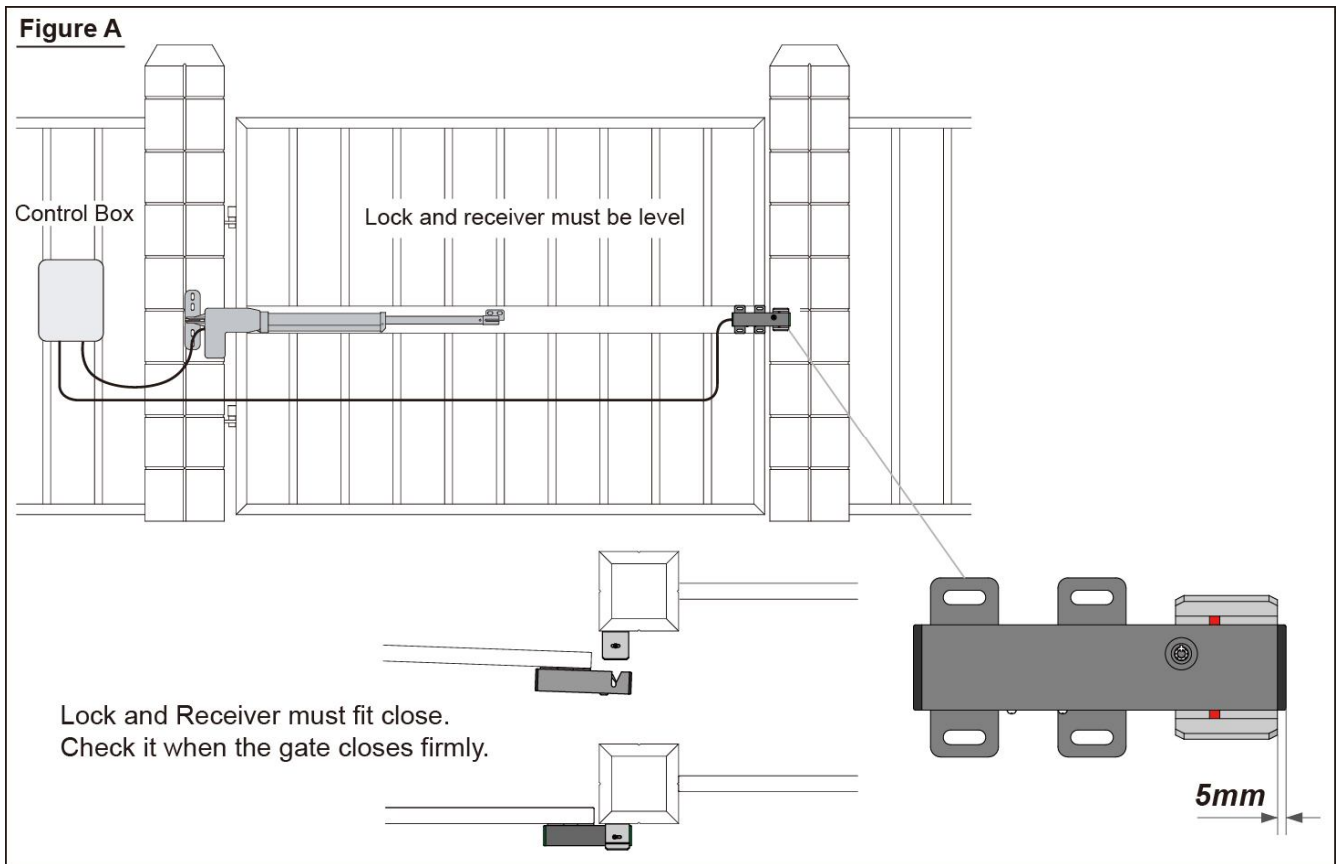 Figure A
Control Box
Lock and receiver must be level
Lock and Receiver must fit close.
Check it when the gate closes firmly.
5mm